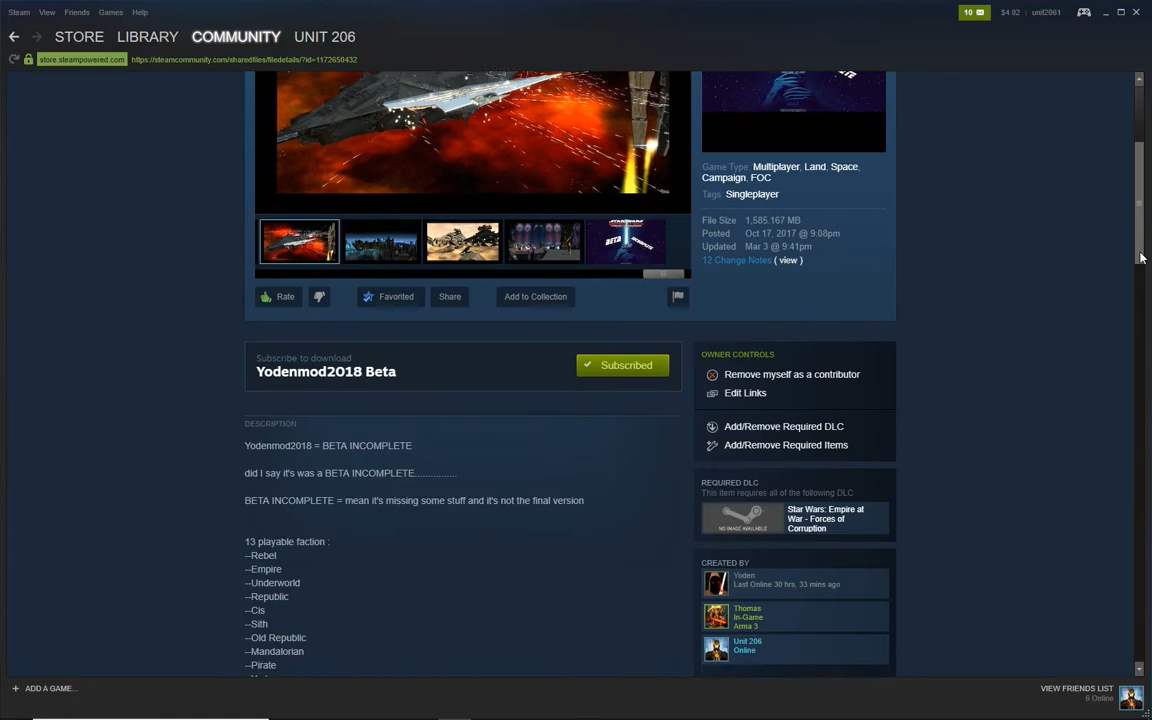 Steam View Friends Games Help
10 $4.02 unit2061
STORE LIBRARY COMMUNITY UNIT 206
store.steampowered.com https://steamcommunity.com/sharedfiles/filedetails/?id=1172650432
Game Type: Multiplayer, Land, Space,
Campaign, FOC
Tags: Singleplayer
File Size 1,585.167 MB
Posted Oct 17, 2017 @ 9:08pm
Updated Mar 3 @ 9:41pm
12 Change Notes ( view )
BETA INCOMPLETE
Rate Favorited Share Add to Collection
Subscribe to download
Yodenmod2018 Beta
Subscribed
DESCRIPTION
Yodenmod2018 = BETA INCOMPLETE
did I say it's was a BETA INCOMPLETE................
BETA INCOMPLETE = mean it's missing some stuff and it's not the final version
13 playable faction :
--Rebel
--Empire
--Underworld
--Republic
--Cis
--Sith
--Old Republic
--Mandalorian
--Pirate
OWNER CONTROLS
Remove myself as a contributor
Edit Links
Add/Remove Required DLC
Add/Remove Required Items
REQUIRED DLC
This item requires all of the following DLC
NO IMAGE AVAILABLE
Star Wars: Empire at
War - Forces of
Corruption
CREATED BY
Yoden
Last Online 30 hrs, 33 mins ago
Thomas
In-Game
Arma 3
Unit 206
Online
+ ADD A GAME...
VIEW FRIENDS LIST
6 Online